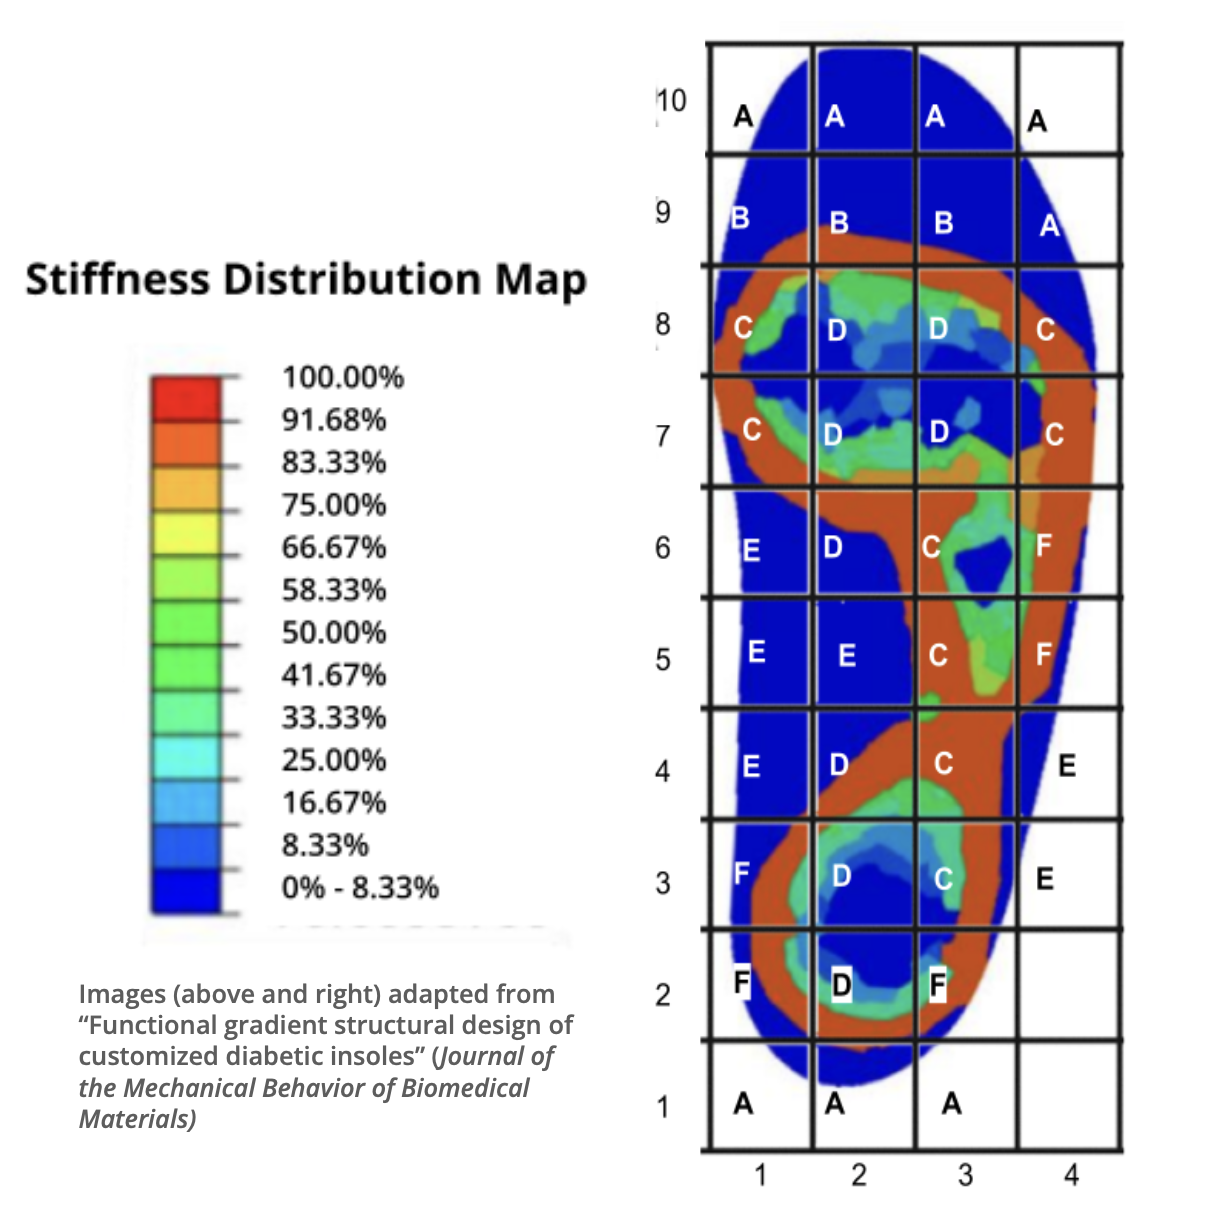 Stiffness Distribution Map
100.00%
91.68%
83.33%
75.00%
66.67%
58.33%
50.00%
41.67%
33.33%
25.00%
16.67%
8.33%
0% - 8.33%
Images (above and right) adapted from
“Functional gradient structural design of
customized diabetic insoles” (Journal of
the Mechanical Behavior of Biomedical
Materials)
10 A A A A
9 B B B A
8 C D D C
7 C D D C
6 E D C F
5 E E C F
4 E D C E
3 F D C E
2 F D F
1 A A A
1 2 3 4